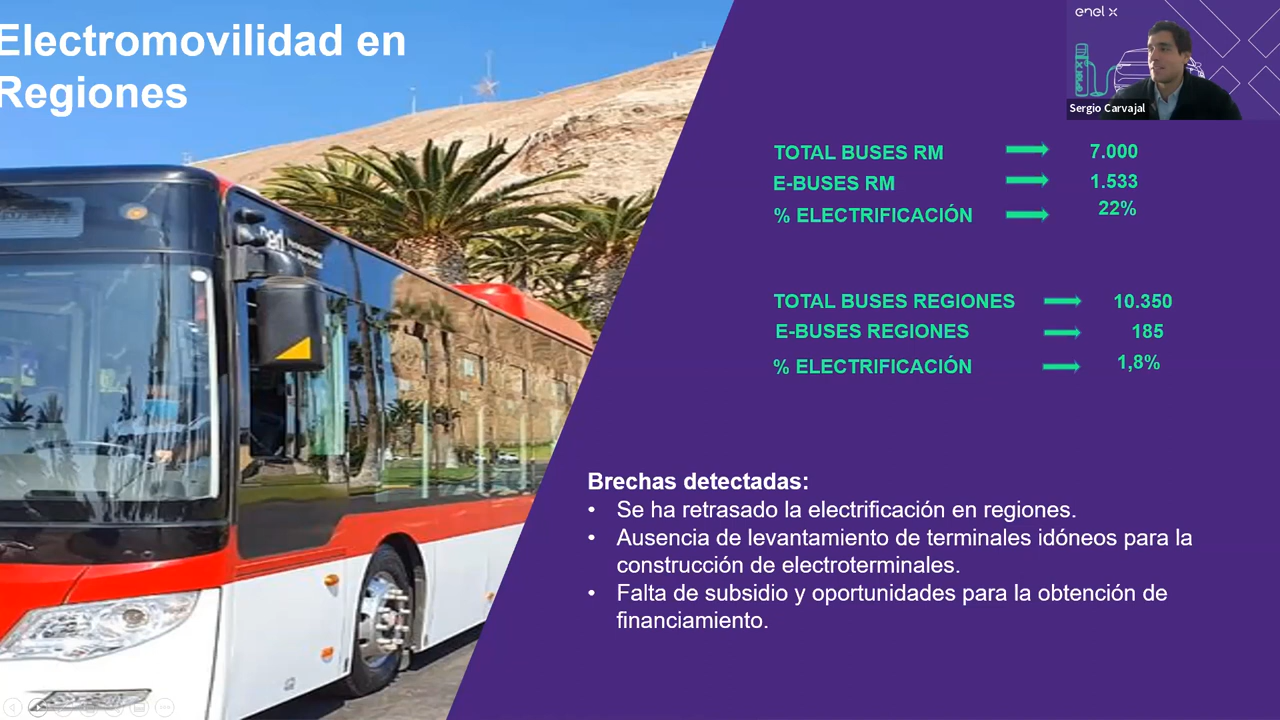 Electromovilidad en
Regiones
enel x
Sergio Carvajal
TOTAL BUSES RM 7.000
E-BUSES RM 1.533
% ELECTRIFICACIÓN 22%
TOTAL BUSES REGIONES 10.350
E-BUSES REGIONES 185
% ELECTRIFICACIÓN 1,8%
Brechas detectadas:
• Se ha retrasado la electrificación en regiones.
• Ausencia de levantamiento de terminales idóneos para la
construcción de electroterminales.
• Falta de subsidio y oportunidades para la obtención de
financiamiento.